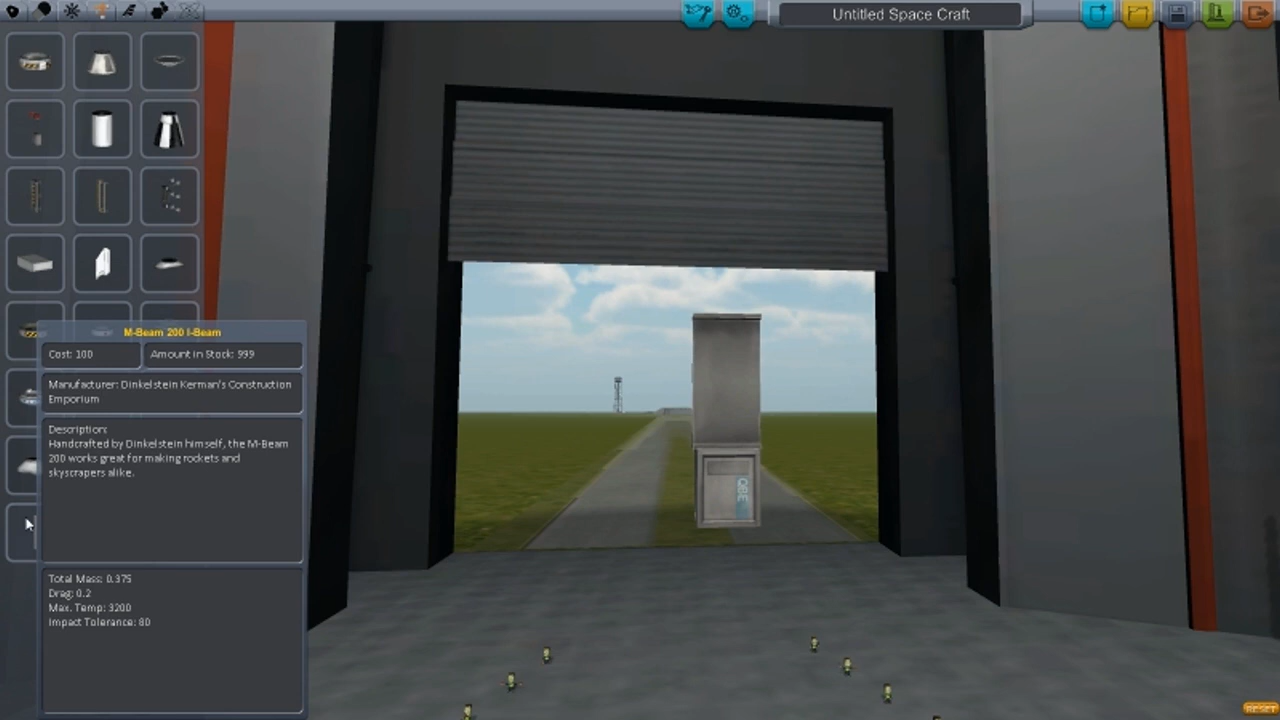 Untitled Space Craft
M-Beam 200 I-Beam
Cost: 100
Amount in Stock: 999
Manufacturer: Dinkelstein Kerman's Construction
Emporium
Description:
Handcrafted by Dinkelstein himself, the M-Beam
200 works great for making rockets and
skyscrapers alike.
Total Mass: 0.375
Drag: 0.2
Max. Temp: 3200
Impact Tolerance: 80
QBE
RESET